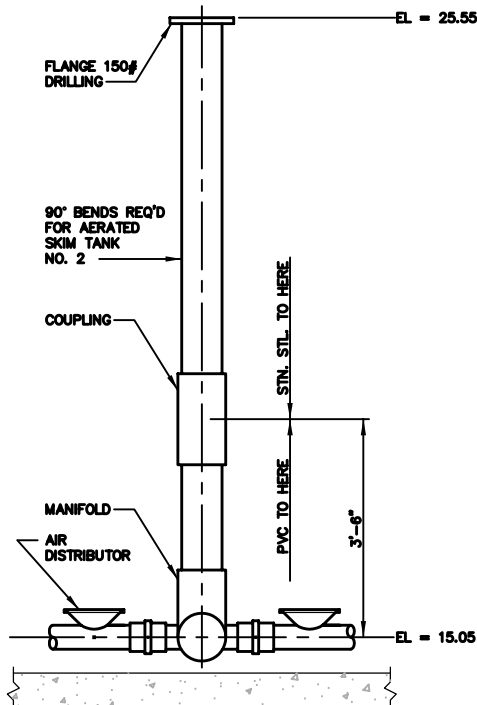 EL = 25.55
FLANGE 150#
DRILLING
90° BENDS REQ'D
FOR AERATED
SKIM TANK
NO. 2
STN. STL. TO HERE
COUPLING
PVC TO HERE
3'-6"
MANIFOLD
AIR
DISTRIBUTOR
EL = 15.05